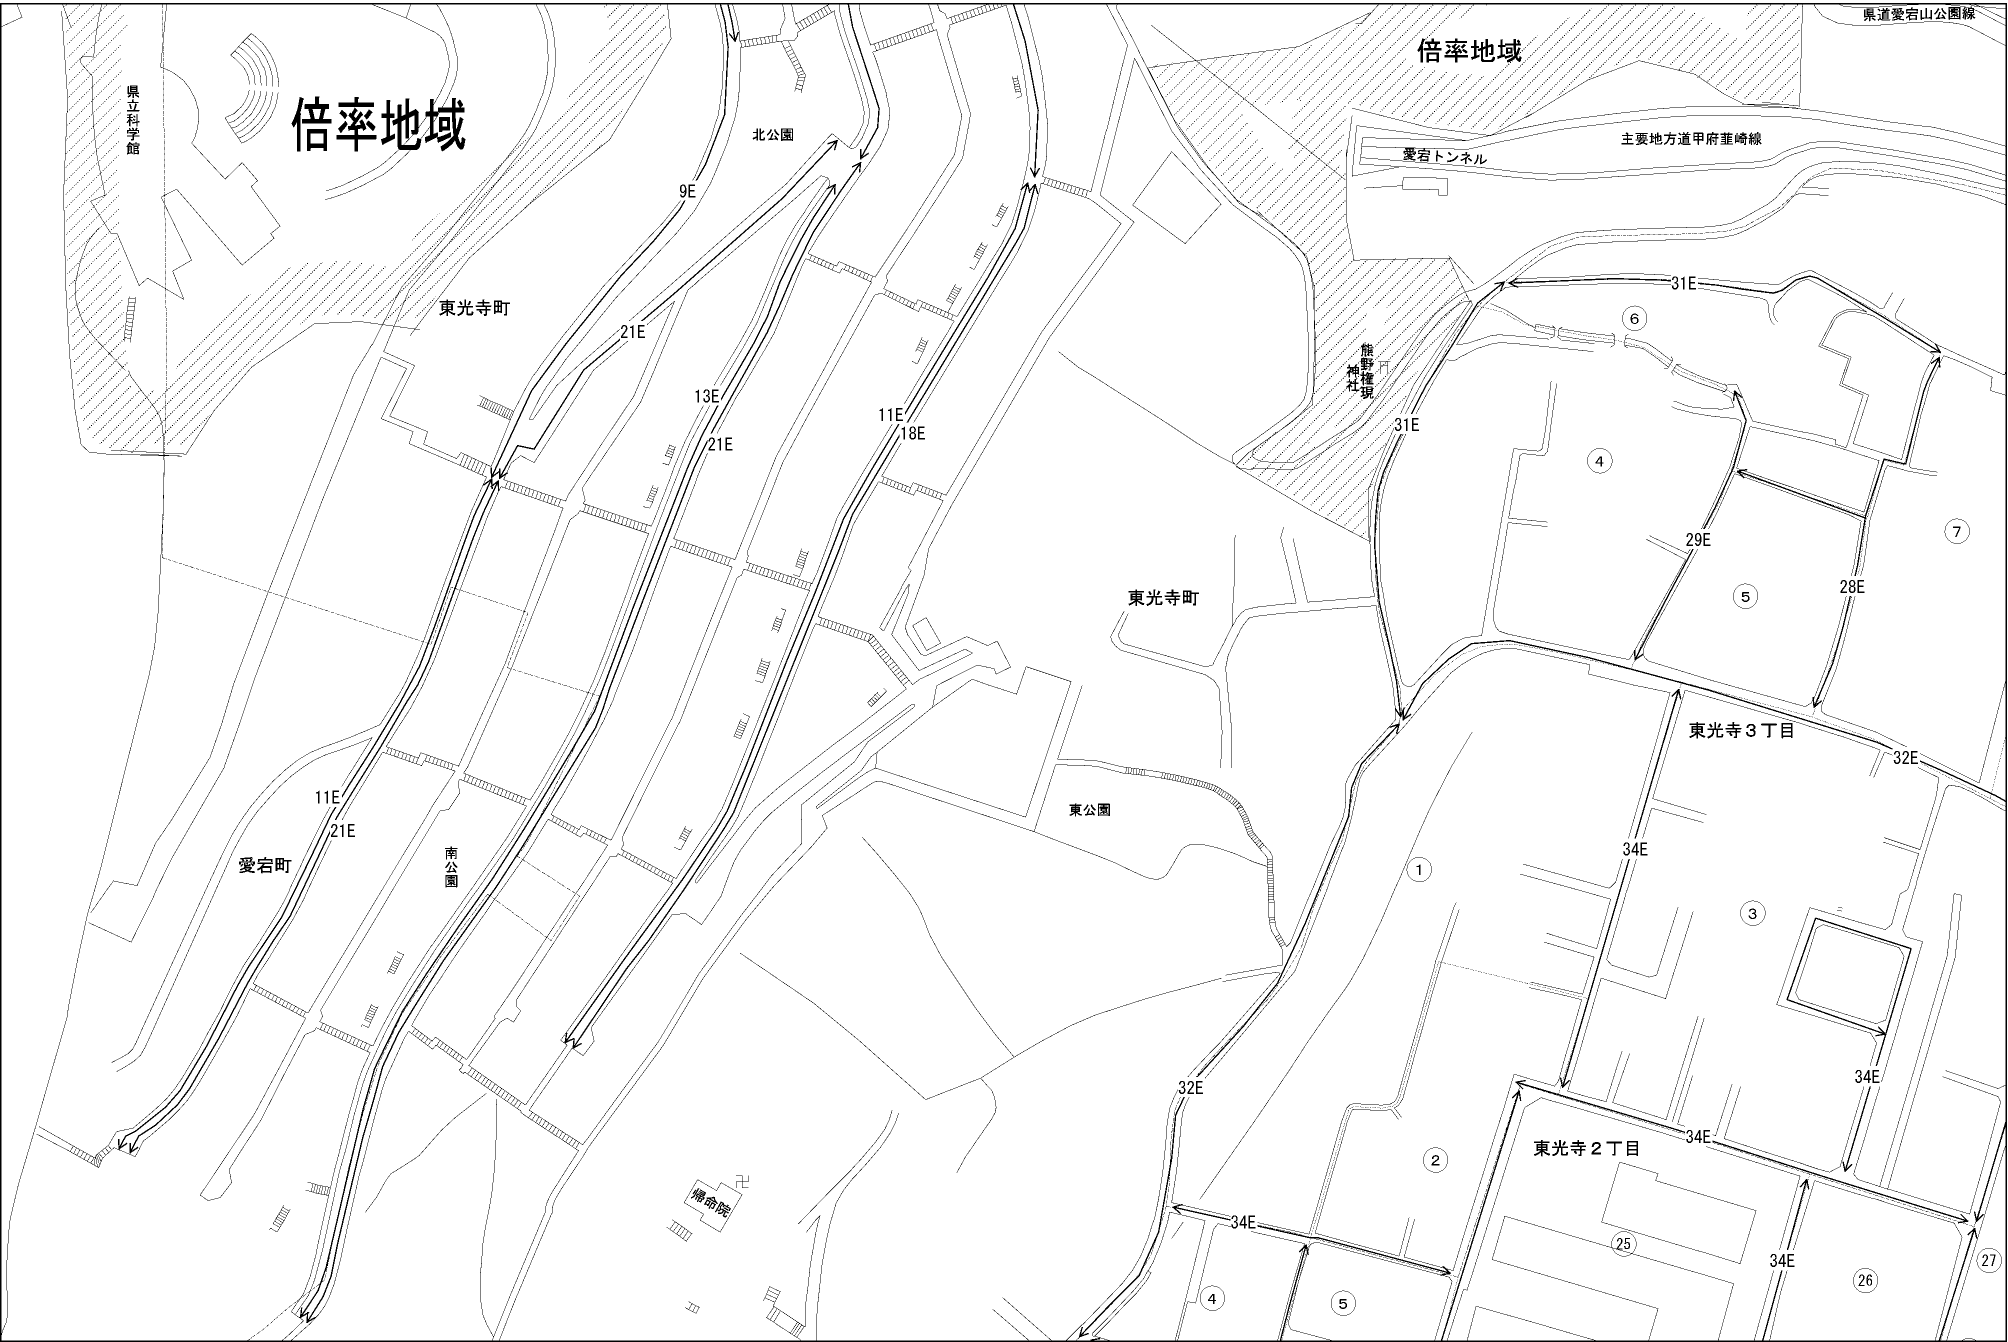 県道愛宕山公園線
倍率地域
県立科学館
倍率地域
北公園
主要地方道甲府韮崎線
愛宕トンネル
9E
31E
東光寺町
6
21E
熊野権現
神社
13E
11E
31E
18E
21E
4
7
29E
28E
5
東光寺町
東光寺3丁目
32E
11E
東公園
21E
34E
愛宕町
南公園
1
3
34E
32E
34E
東光寺2丁目
2
帰命院
卍
34E
25
34E
27
26
4
5